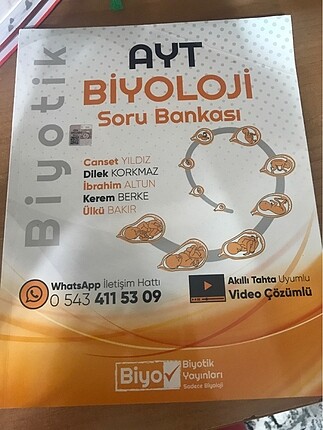 Biyotik
AYT
BİYOLOJİ
Soru Bankası
Canset YILDIZ
Dilek KORKMAZ
İbrahim ALTUN
Kerem BERKE
Ülkü BAKIR
WhatsApp İletişim Hattı
0 543 411 53 09
Akıllı Tahta Uyumlu
Video Çözümlü
Biyo
Biyotik
Yayınları
Sadece Biyoloji